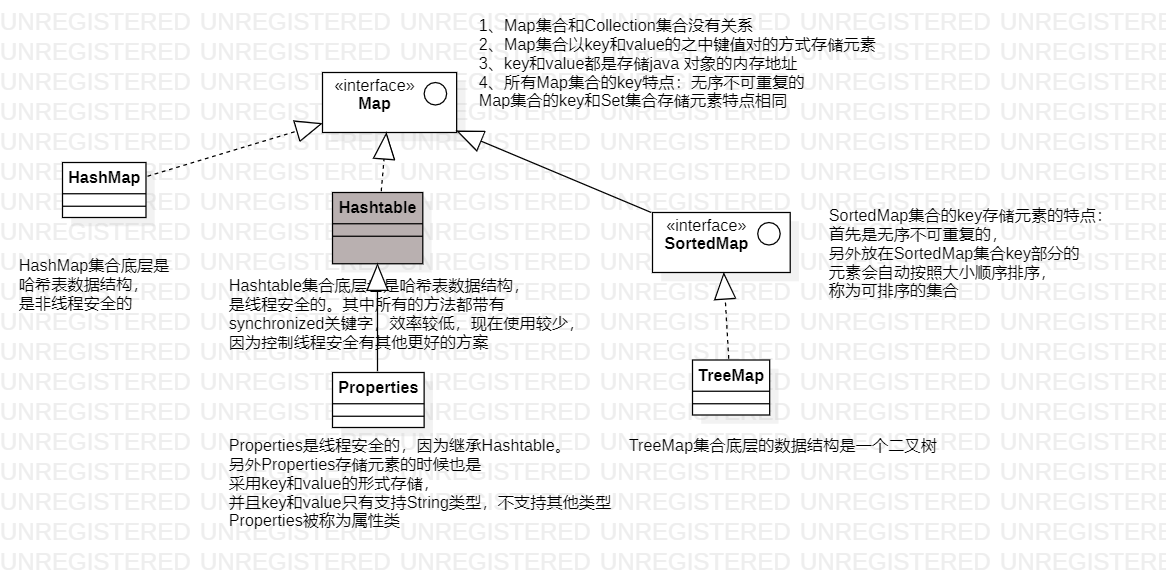 1、Map集合和Collection集合没有关系
2、Map集合以key和value的之中键值对的方式存储元素
3、key和value都是存储java 对象的内存地址
4、所有Map集合的key特点：无序不可重复的
Map集合的key和Set集合存储元素特点相同
«interface»
Map
HashMap
HashMap集合底层是
哈希表数据结构，
是非线程安全的
Hashtable
Hashtable集合底层 是哈希表数据结构，
是线程安全的。其中所有的方法都带有
synchronized关键字，效率较低，现在使用较少，
因为控制线程安全有其他更好的方案
«interface»
SortedMap
SortedMap集合的key存储元素的特点：
首先是无序不可重复的，
另外放在SortedMap集合key部分的
元素会自动按照大小顺序排序，
称为可排序的集合
Properties
Properties是线程安全的，因为继承Hashtable。
另外Properties存储元素的时候也是
采用key和value的形式存储，
并且key和value只有支持String类型，不支持其他类型
Properties被称为属性类
TreeMap
TreeMap集合底层的数据结构是一个二叉树